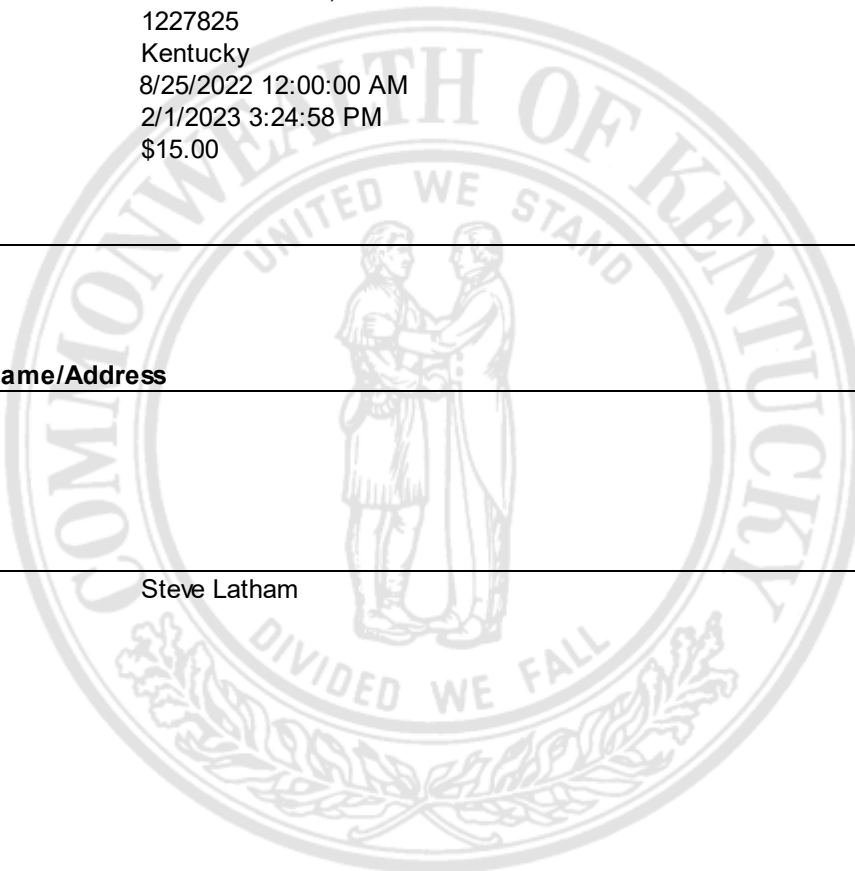 1227825
Kentucky
8/25/2022 12:00:00 AM
2/1/2023 3:24:58 PM
$15.00
COMMONWEALTH OF KENTUCKY
UNITED WE STAND
ame/Address
Steve Latham
DIVIDED WE FALL